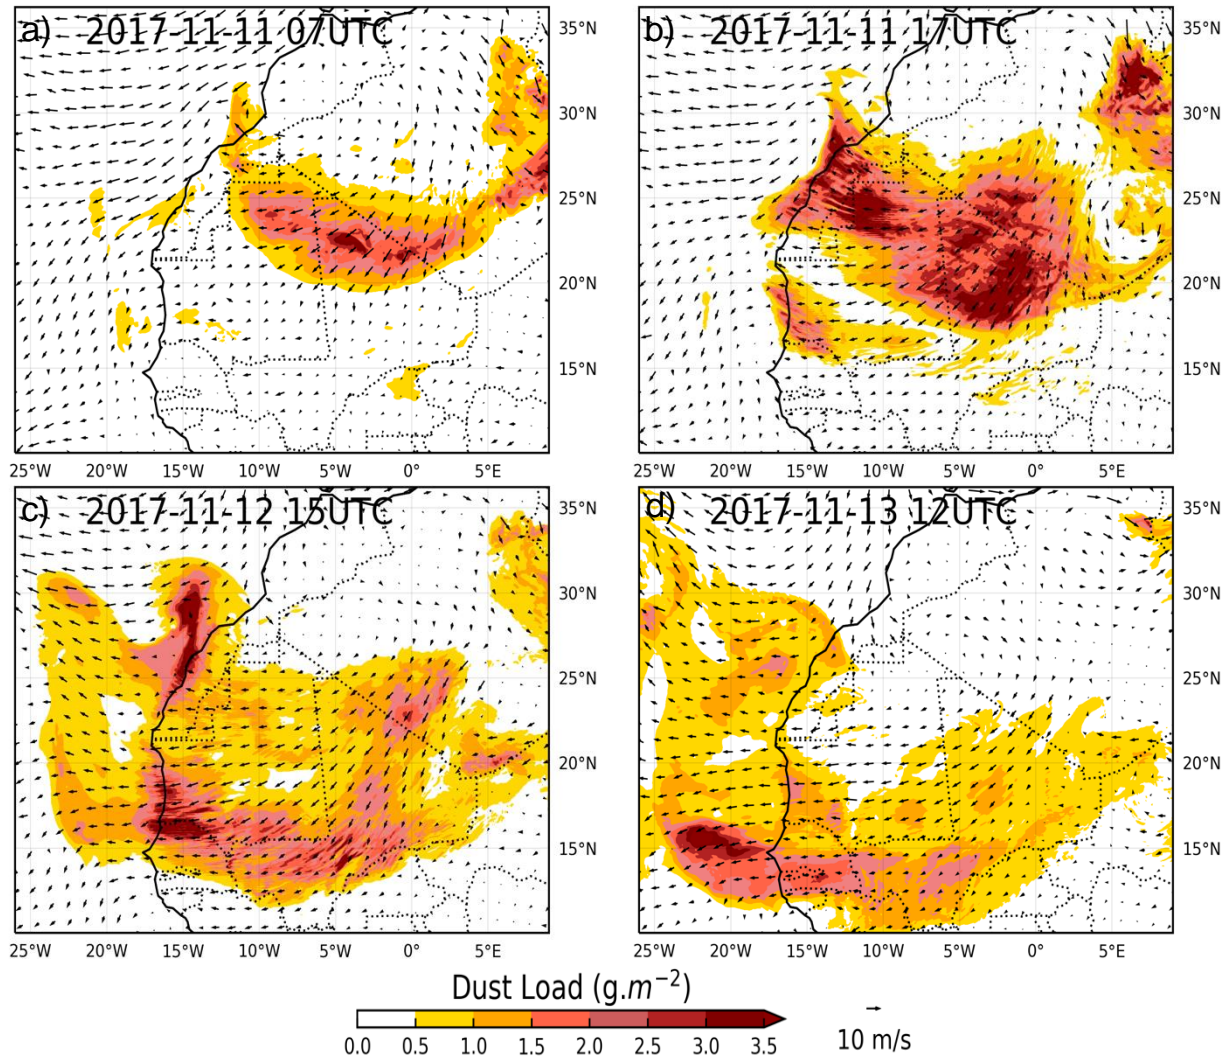 a) 2017-11-11 07UTC
b) 2017-11-11 17UTC
35°N
35°N
30°N
30°N
25°N
25°N
20°N
20°N
15°N
15°N
25°W 20°W 15°W 10°W 5°W 0° 5°E
25°W 20°W 15°W 10°W 5°W 0° 5°E
c) 2017-11-12 15UTC
d) 2017-11-13 12UTC
35°N
35°N
30°N
30°N
25°N
25°N
20°N
20°N
15°N
15°N
25°W 20°W 15°W 10°W 5°W 0° 5°E
25°W 20°W 15°W 10°W 5°W 0° 5°E
Dust Load (g.m⁻²)
0.0 0.5 1.0 1.5 2.0 2.5 3.0 3.5
10 m/s